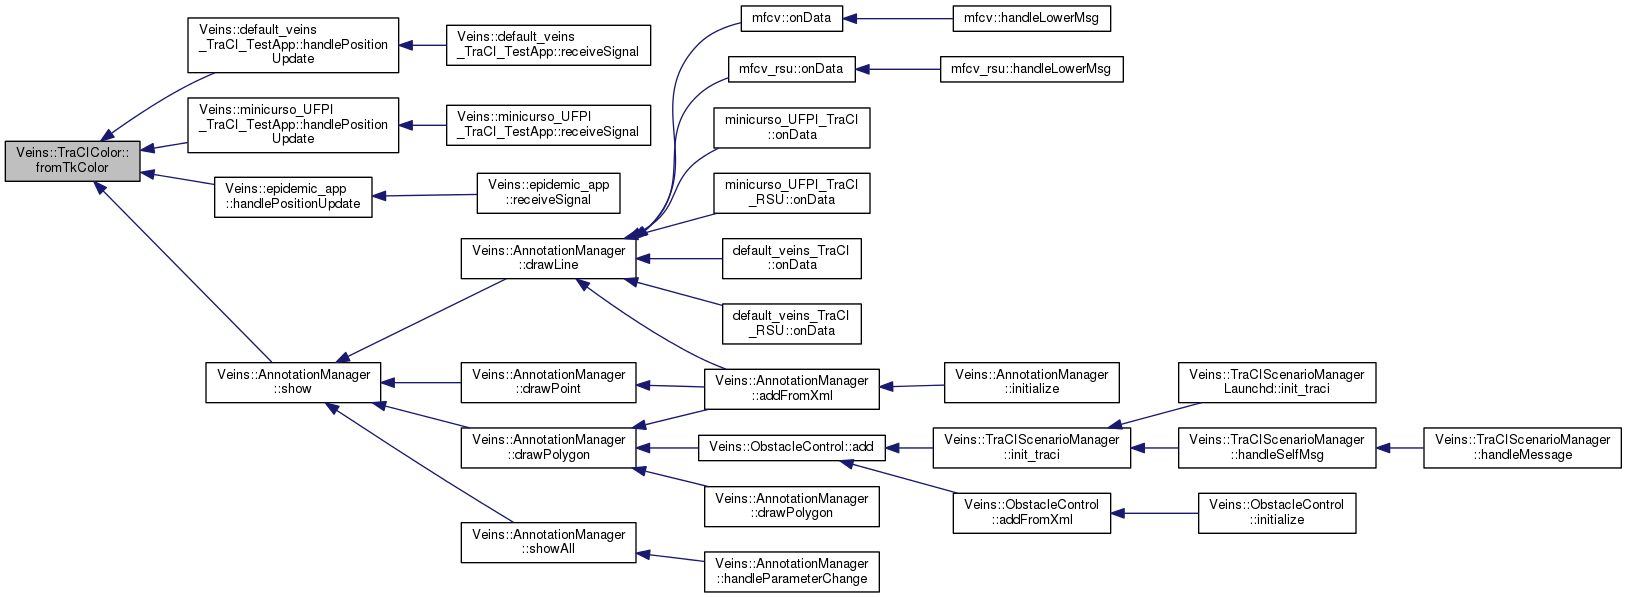 Veins::TraCIColor::
fromTkColor
Veins::default_veins
_TraCI_TestApp::handlePosition
Update
Veins::default_veins
_TraCI_TestApp::receiveSignal
Veins::minicurso_UFPI
_TraCI_TestApp::handlePosition
Update
Veins::minicurso_UFPI
_TraCI_TestApp::receiveSignal
Veins::epidemic_app
::handlePositionUpdate
Veins::epidemic_app
::receiveSignal
Veins::AnnotationManager
::show
Veins::AnnotationManager
::drawLine
mfcv::onData
mfcv::handleLowerMsg
mfcv_rsu::onData
mfcv_rsu::handleLowerMsg
minicurso_UFPI_TraCI
::onData
minicurso_UFPI_TraCI
_RSU::onData
default_veins_TraCI
::onData
default_veins_TraCI
_RSU::onData
Veins::AnnotationManager
::drawPoint
Veins::AnnotationManager
::addFromXml
Veins::AnnotationManager
::initialize
Veins::AnnotationManager
::drawPolygon
Veins::ObstacleControl::add
Veins::TraCIScenarioManager
::init_traci
Veins::TraCIScenarioManager
Launchd::init_traci
Veins::TraCIScenarioManager
::handleSelfMsg
Veins::TraCIScenarioManager
::handleMessage
Veins::AnnotationManager
::drawPolygon
Veins::ObstacleControl
::addFromXml
Veins::ObstacleControl
::initialize
Veins::AnnotationManager
::showAll
Veins::AnnotationManager
::handleParameterChange